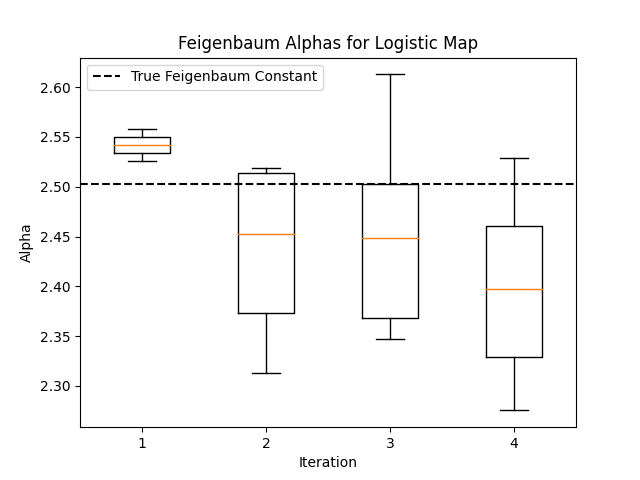 Feigenbaum Alphas for Logistic Map
True Feigenbaum Constant
2.60
2.55
2.50
2.45
2.40
2.35
2.30
Alpha
1 2 3 4
Iteration